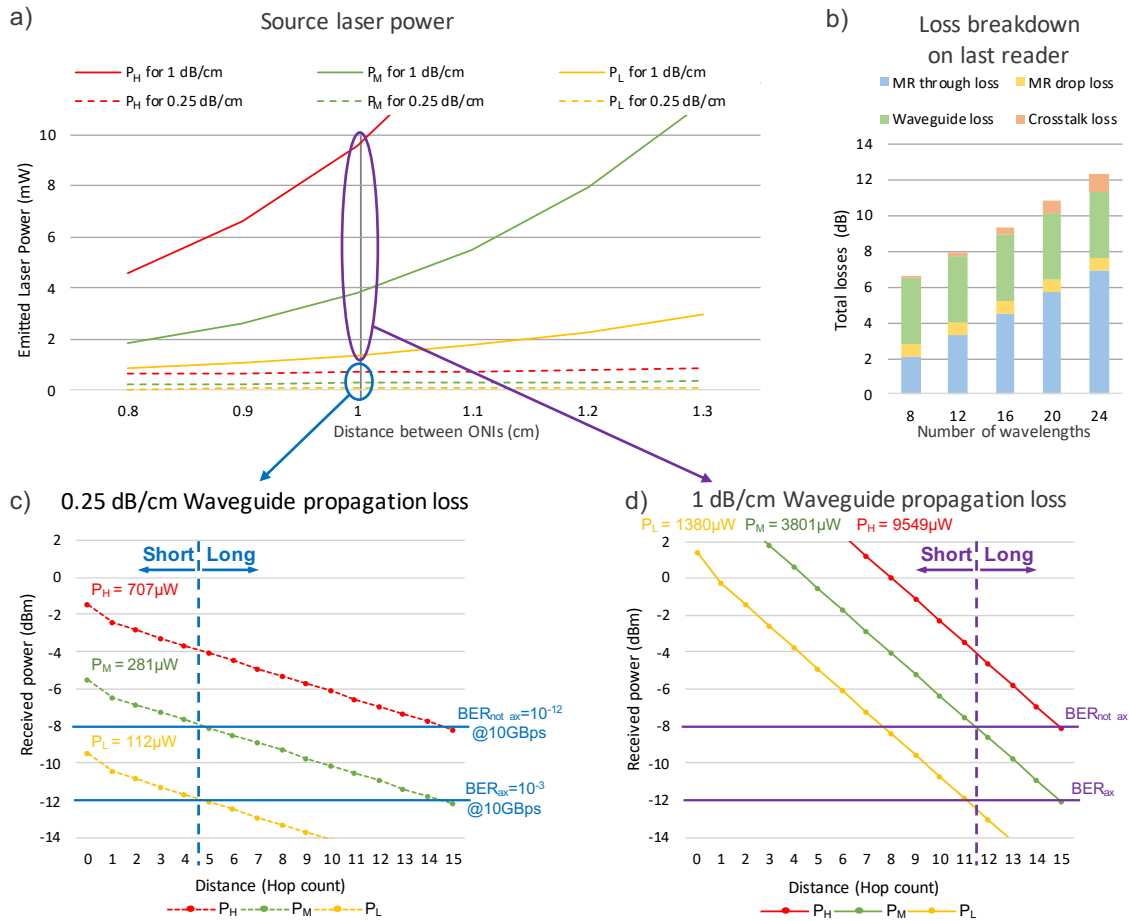 a)
Source laser power
P_H for 1 dB/cm
P_M for 1 dB/cm
P_L for 1 dB/cm
P_H for 0.25 dB/cm
P_M for 0.25 dB/cm
P_L for 0.25 dB/cm
Emitted Laser Power (mW)
10
8
6
4
2
0
0.8
0.9
1
1.1
1.2
1.3
Distance between ONIs (cm)
b)
Loss breakdown
on last reader
MR through loss
MR drop loss
Waveguide loss
Crosstalk loss
Total losses (dB)
14
12
10
8
6
4
2
0
8
12
16
20
24
Number of wavelengths
c)
0.25 dB/cm Waveguide propagation loss
Short
Long
P_H = 707µW
P_M = 281µW
P_L = 112µW
BER_not ax=10^-12
@10GBps
BER_ax=10^-3
@10GBps
Received power (dBm)
2
0
-2
-4
-6
-8
-10
-12
-14
0 1 2 3 4 5 6 7 8 9 10 11 12 13 14 15
Distance (Hop count)
P_H P_M P_L
d)
1 dB/cm Waveguide propagation loss
P_L = 1380µW
P_M = 3801µW
P_H = 9549µW
Short
Long
BER_not ax
BER_ax
Received power (dBm)
2
0
-2
-4
-6
-8
-10
-12
-14
0 1 2 3 4 5 6 7 8 9 10 11 12 13 14 15
Distance (Hop count)
P_H P_M P_L